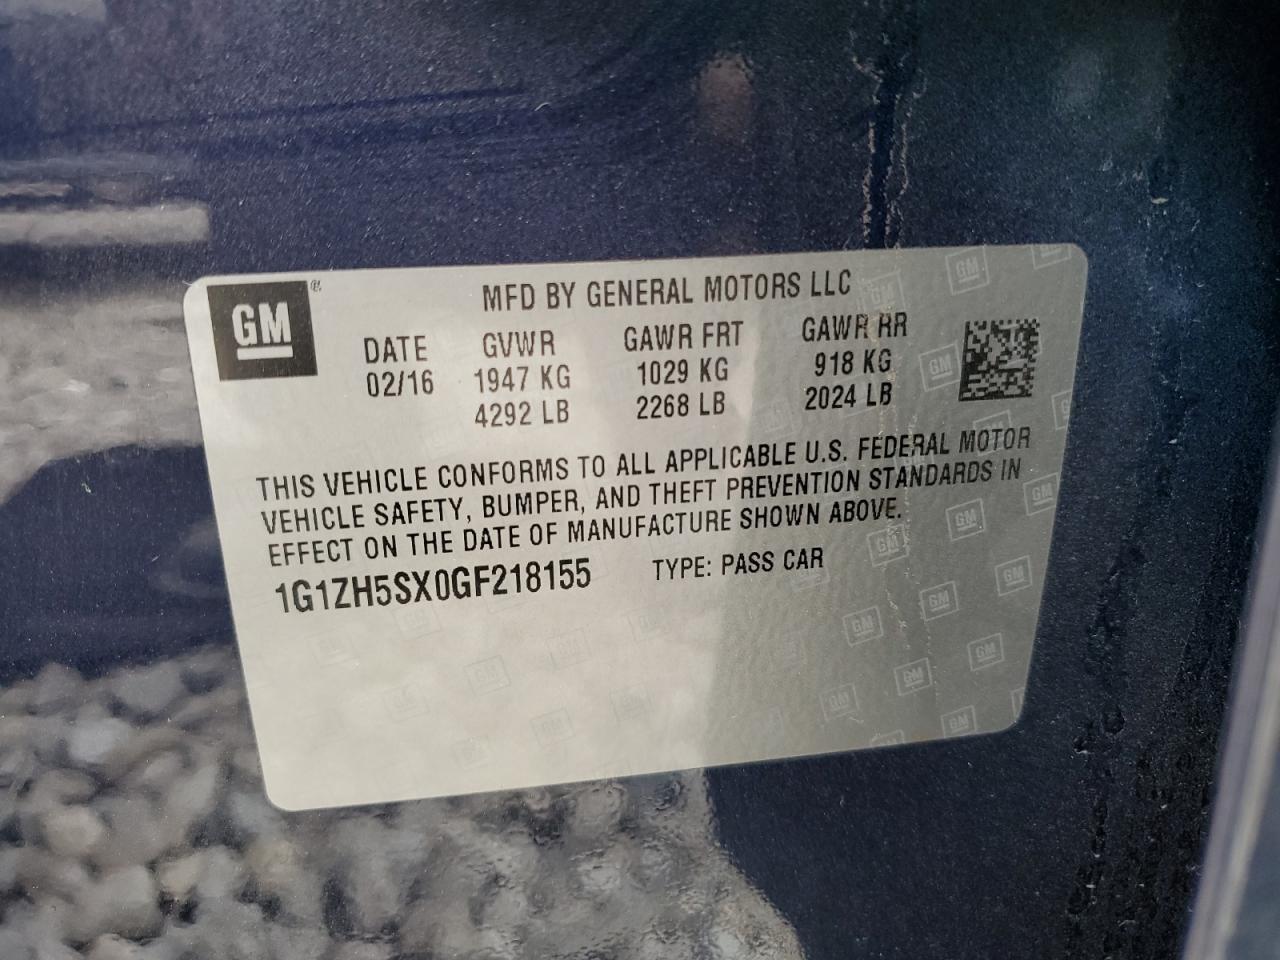 GM®
MFD BY GENERAL MOTORS LLC
DATE GVWR GAWR FRT GAWR RR
02/16 1947 KG 1029 KG 918 KG
4292 LB 2268 LB 2024 LB
THIS VEHICLE CONFORMS TO ALL APPLICABLE U.S. FEDERAL MOTOR
VEHICLE SAFETY, BUMPER, AND THEFT PREVENTION STANDARDS IN
EFFECT ON THE DATE OF MANUFACTURE SHOWN ABOVE.
1G1ZH5SX0GF218155 TYPE: PASS CAR